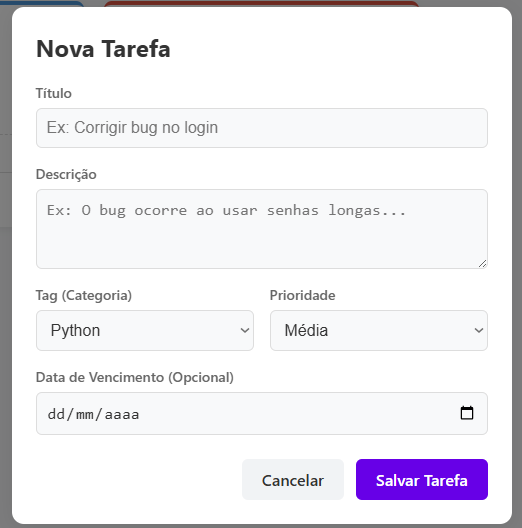 Nova Tarefa
Título
Ex: Corrigir bug no login
Descrição
Ex: O bug ocorre ao usar senhas longas...
Tag (Categoria) Prioridade
Python Média
Data de Vencimento (Opcional)
dd/mm/aaaa
Cancelar Salvar Tarefa